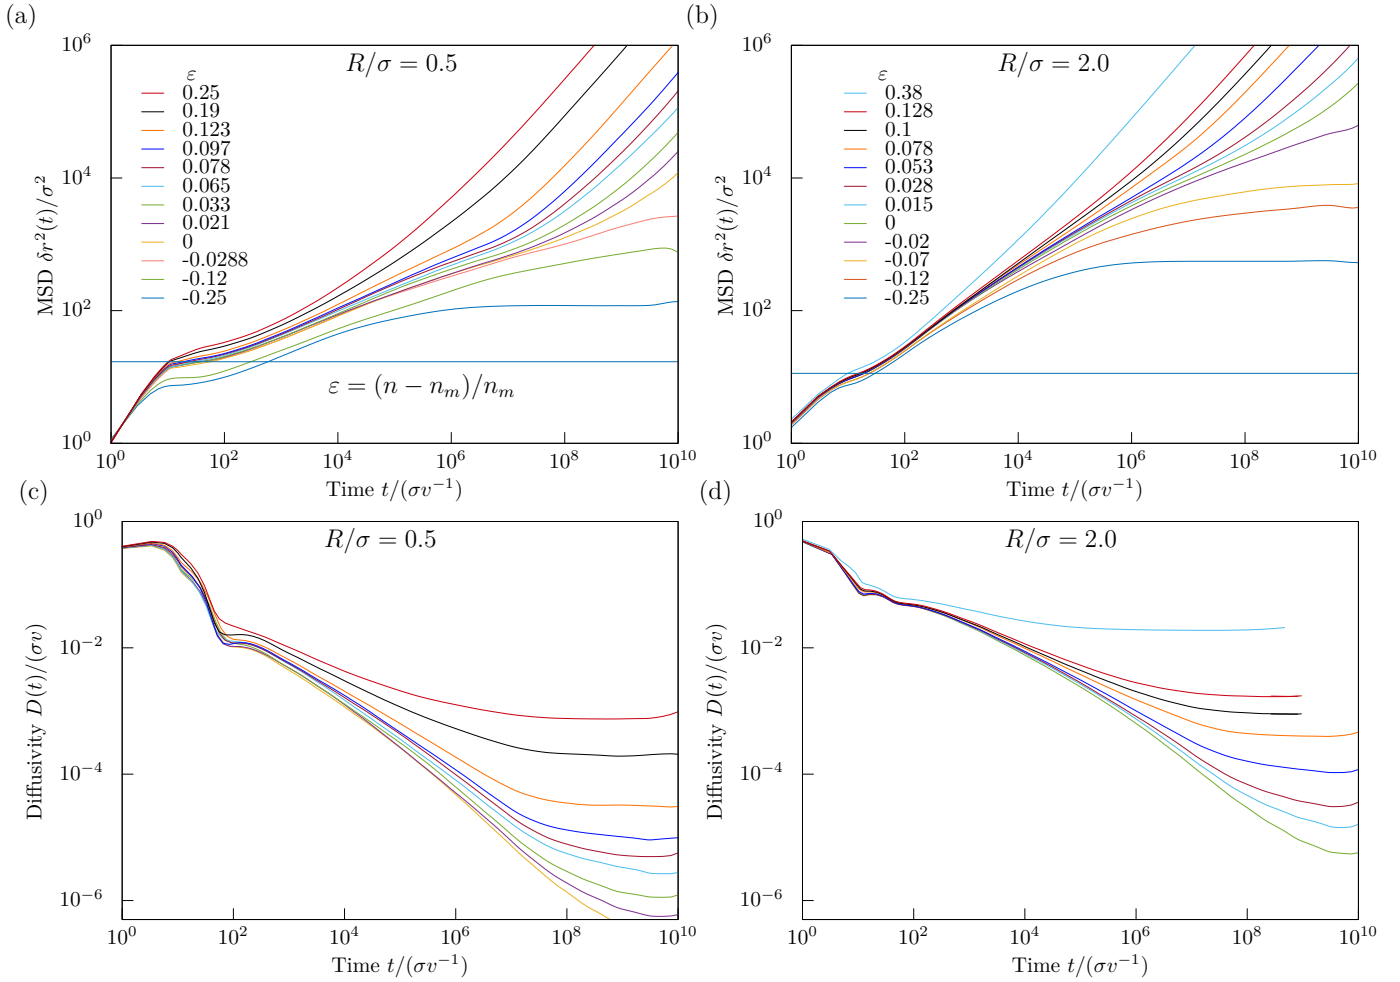 (a)
R/σ = 0.5
ε
0.25
0.19
0.123
0.097
0.078
0.065
0.033
0.021
0
-0.0288
-0.12
-0.25
ε = (n − n_m)/n_m
10^6
10^4
10^2
10^0
MSD δr^2(t)/σ^2
10^0 10^2 10^4 10^6 10^8 10^10
Time t/(σv^−1)
(b)
R/σ = 2.0
ε
0.38
0.128
0.1
0.078
0.053
0.028
0.015
0
-0.02
-0.07
-0.12
-0.25
10^6
10^4
10^2
10^0
MSD δr^2(t)/σ^2
10^0 10^2 10^4 10^6 10^8 10^10
Time t/(σv^−1)
(c)
R/σ = 0.5
10^0
10^−2
10^−4
10^−6
Diffusivity D(t)/(σv)
10^0 10^2 10^4 10^6 10^8 10^10
Time t/(σv^−1)
(d)
R/σ = 2.0
10^0
10^−2
10^−4
10^−6
Diffusivity D(t)/(σv)
10^0 10^2 10^4 10^6 10^8 10^10
Time t/(σv^−1)